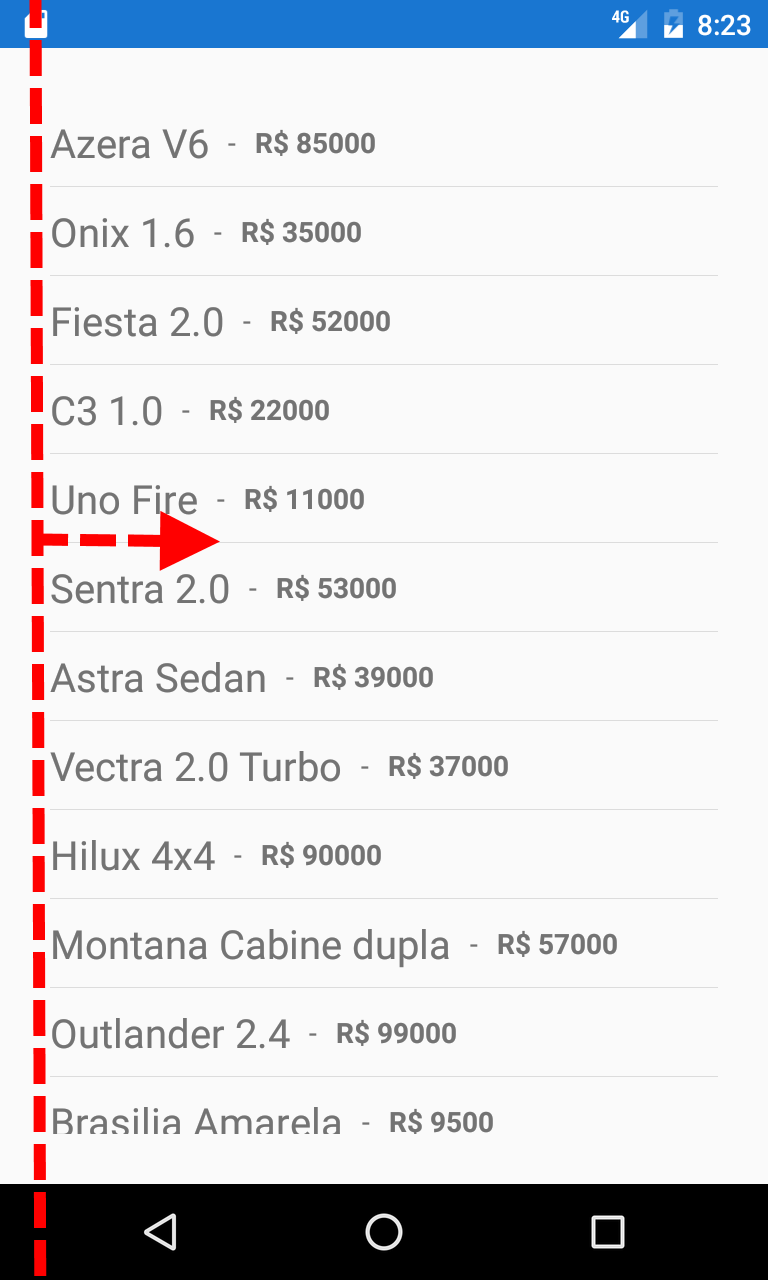 4G 8:23
Azera V6 - R$ 85000
Onix 1.6 - R$ 35000
Fiesta 2.0 - R$ 52000
C3 1.0 - R$ 22000
Uno Fire - R$ 11000
Sentra 2.0 - R$ 53000
Astra Sedan - R$ 39000
Vectra 2.0 Turbo - R$ 37000
Hilux 4x4 - R$ 90000
Montana Cabine dupla - R$ 57000
Outlander 2.4 - R$ 99000
Brasilia Amarela - R$ 9500